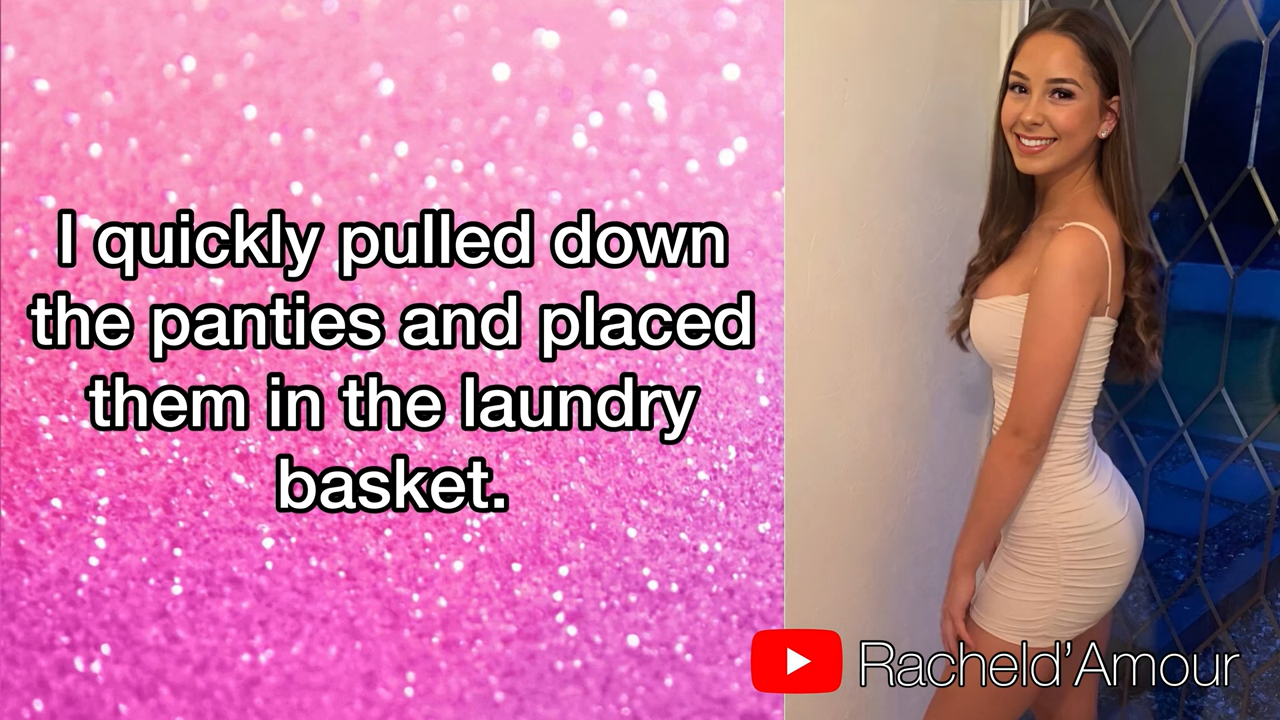 I quickly pulled down
the panties and placed
them in the laundry
basket.
Racheld'Amour